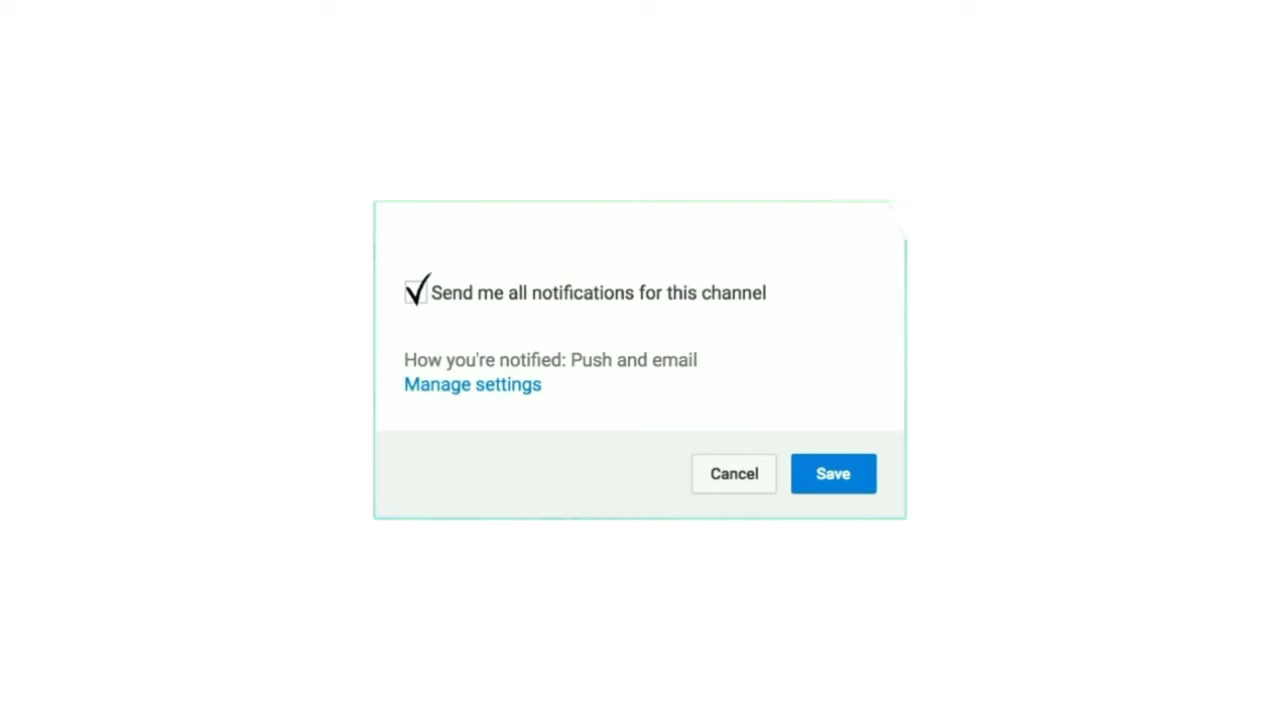 Send me all notifications for this channel
How you're notified: Push and email
Manage settings
Cancel
Save